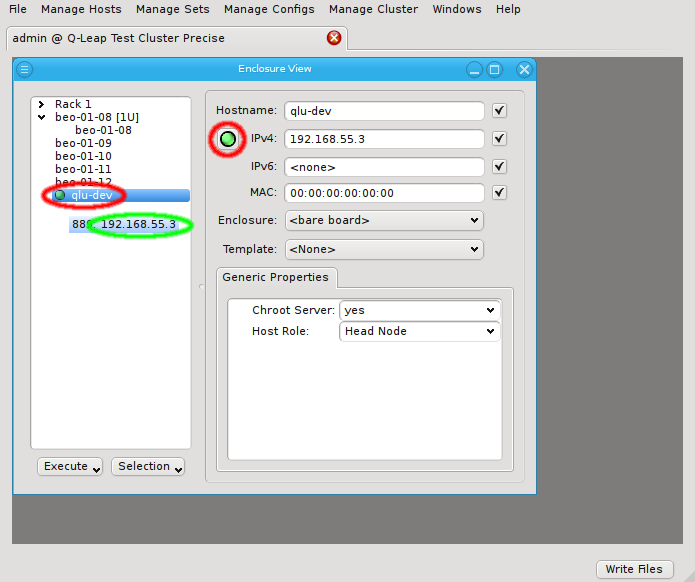 File Manage Hosts Manage Sets Manage Configs Manage Cluster Windows Help
admin @ Q-Leap Test Cluster Precise
Enclosure View
Rack 1
beo-01-08 [1U]
beo-01-08
beo-01-09
beo-01-10
beo-01-11
beo-01-12
qlu-dev
192.168.55.3
Execute
Selection
Hostname: qlu-dev
IPv4: 192.168.55.3
IPv6: <none>
MAC: 00:00:00:00:00:00
Enclosure: <bare board>
Template: <None>
Generic Properties
Chroot Server: yes
Host Role: Head Node
Write Files